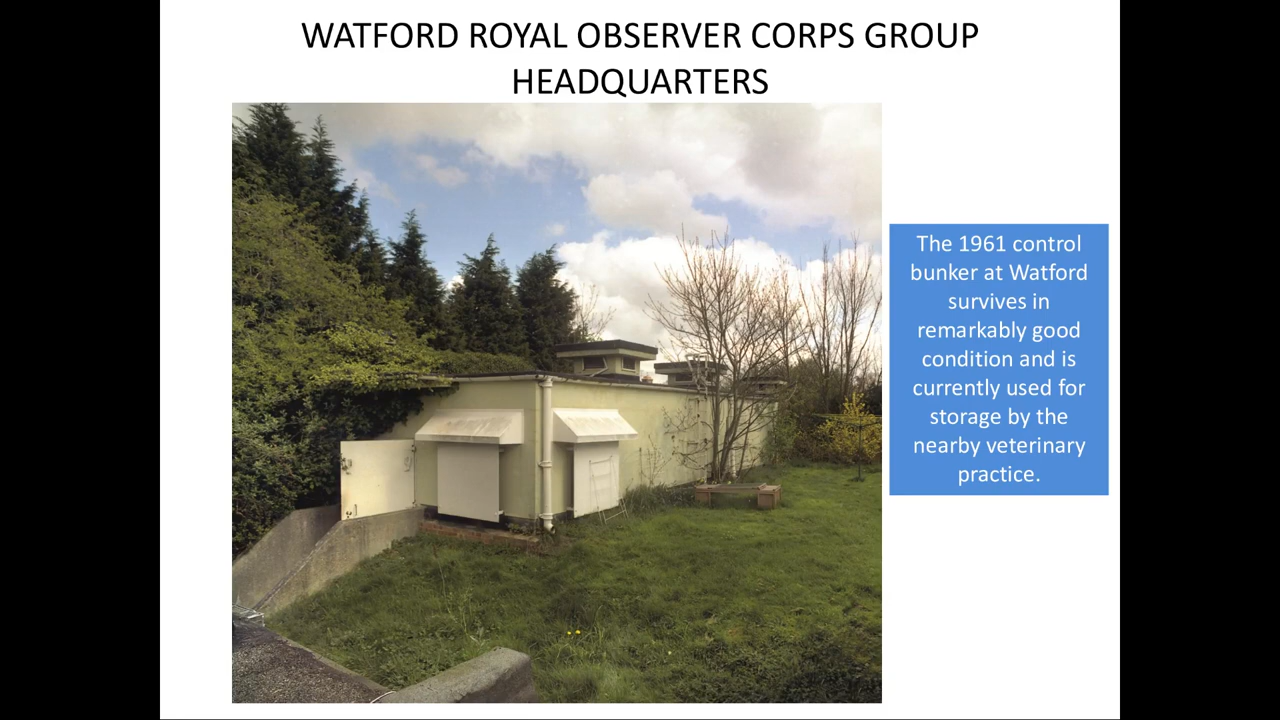 WATFORD ROYAL OBSERVER CORPS GROUP
HEADQUARTERS
The 1961 control
bunker at Watford
survives in
remarkably good
condition and is
currently used for
storage by the
nearby veterinary
practice.